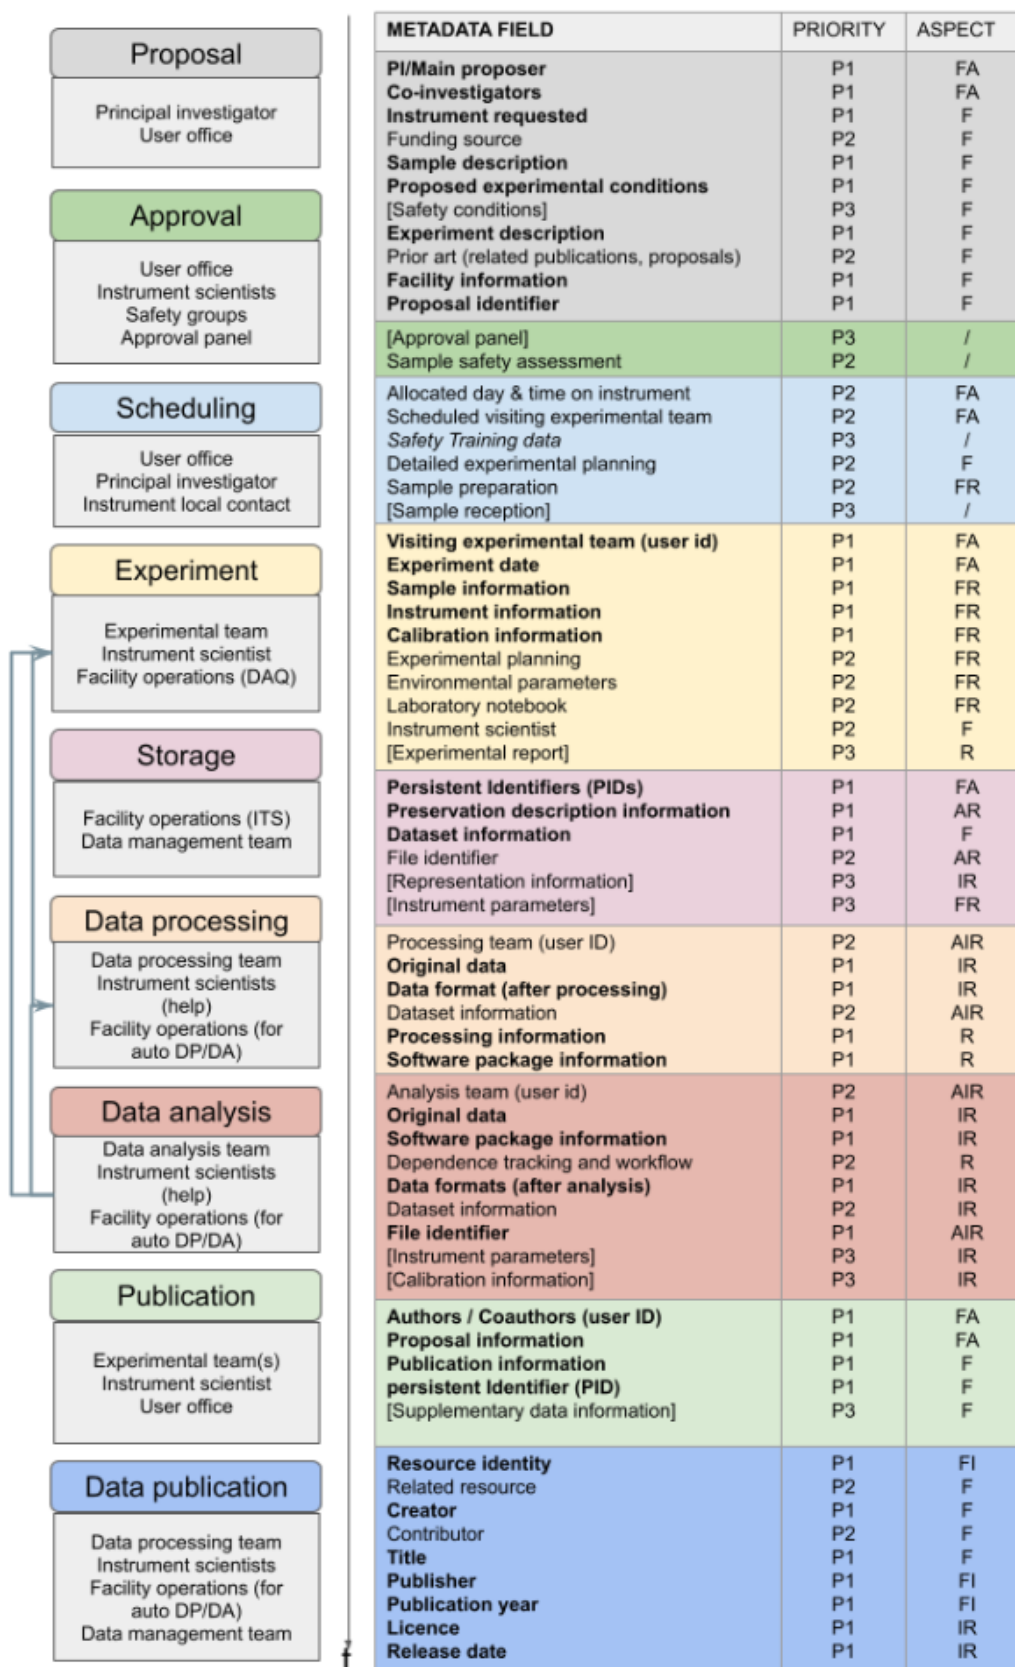 Proposal
Principal investigator
User office
Approval
User office
Instrument scientists
Safety groups
Approval panel
Scheduling
User office
Principal investigator
Instrument local contact
Experiment
Experimental team
Instrument scientist
Facility operations (DAQ)
Storage
Facility operations (ITS)
Data management team
Data processing
Data processing team
Instrument scientists
(help)
Facility operations (for
auto DP/DA)
Data analysis
Data analysis team
Instrument scientists
(help)
Facility operations (for
auto DP/DA)
Publication
Experimental team(s)
Instrument scientist
User office
Data publication
Data processing team
Instrument scientists
Facility operations (for
auto DP/DA)
Data management team
METADATA FIELD PRIORITY ASPECT
PI/Main proposer P1 FA
Co-investigators P1 FA
Instrument requested P1 F
Funding source P2 F
Sample description P1 F
Proposed experimental conditions P1 F
[Safety conditions] P3 F
Experiment description P1 F
Prior art (related publications, proposals) P2 F
Facility information P1 F
Proposal identifier P1 F
[Approval panel] P3 /
Sample safety assessment P2 /
Allocated day & time on instrument P2 FA
Scheduled visiting experimental team P2 FA
Safety Training data P3 /
Detailed experimental planning P2 F
Sample preparation P2 FR
[Sample reception] P3 /
Visiting experimental team (user id) P1 FA
Experiment date P1 FA
Sample information P1 FR
Instrument information P1 FR
Calibration information P1 FR
Experimental planning P2 FR
Environmental parameters P2 FR
Laboratory notebook P2 FR
Instrument scientist P2 F
[Experimental report] P3 R
Persistent Identifiers (PIDs) P1 FA
Preservation description information P1 AR
Dataset information P1 F
File identifier P2 AR
[Representation information] P3 IR
[Instrument parameters] P3 FR
Processing team (user ID) P2 AIR
Original data P1 IR
Data format (after processing) P1 IR
Dataset information P2 AIR
Processing information P1 R
Software package information P1 R
Analysis team (user id) P2 AIR
Original data P1 IR
Software package information P1 IR
Dependence tracking and workflow P2 R
Data formats (after analysis) P1 IR
Dataset information P2 IR
File identifier P1 AIR
[Instrument parameters] P3 IR
[Calibration information] P3 IR
Authors / Coauthors (user ID) P1 FA
Proposal information P1 FA
Publication information P1 F
persistent Identifier (PID) P1 F
[Supplementary data information] P3 F
Resource identity P1 FI
Related resource P2 F
Creator P1 F
Contributor P2 F
Title P1 F
Publisher P1 FI
Publication year P1 FI
Licence P1 IR
Release date P1 IR